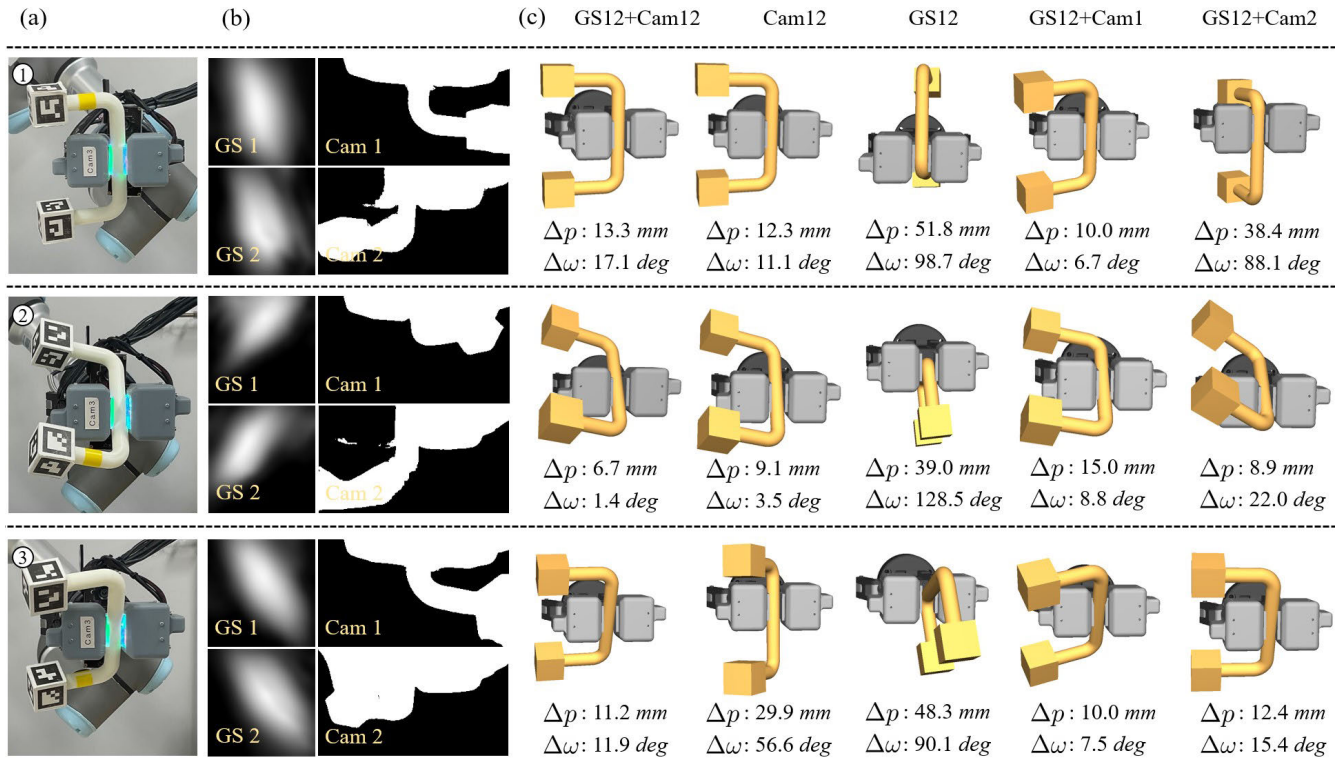 (a) (b) (c) GS12+Cam12 Cam12 GS12 GS12+Cam1 GS12+Cam2
1
Cam3
GS 1
Cam 1
GS 2
Cam 2
Δp : 13.3 mm
Δω: 17.1 deg
Δp : 12.3 mm
Δω: 11.1 deg
Δp : 51.8 mm
Δω: 98.7 deg
Δp : 10.0 mm
Δω: 6.7 deg
Δp : 38.4 mm
Δω: 88.1 deg
2
Cam3
GS 1
Cam 1
GS 2
Cam 2
Δp : 6.7 mm
Δω: 1.4 deg
Δp : 9.1 mm
Δω: 3.5 deg
Δp : 39.0 mm
Δω: 128.5 deg
Δp : 15.0 mm
Δω: 8.8 deg
Δp : 8.9 mm
Δω: 22.0 deg
3
Cam3
GS 1
Cam 1
GS 2
Cam 2
Δp : 11.2 mm
Δω: 11.9 deg
Δp : 29.9 mm
Δω: 56.6 deg
Δp : 48.3 mm
Δω: 90.1 deg
Δp : 10.0 mm
Δω: 7.5 deg
Δp : 12.4 mm
Δω: 15.4 deg